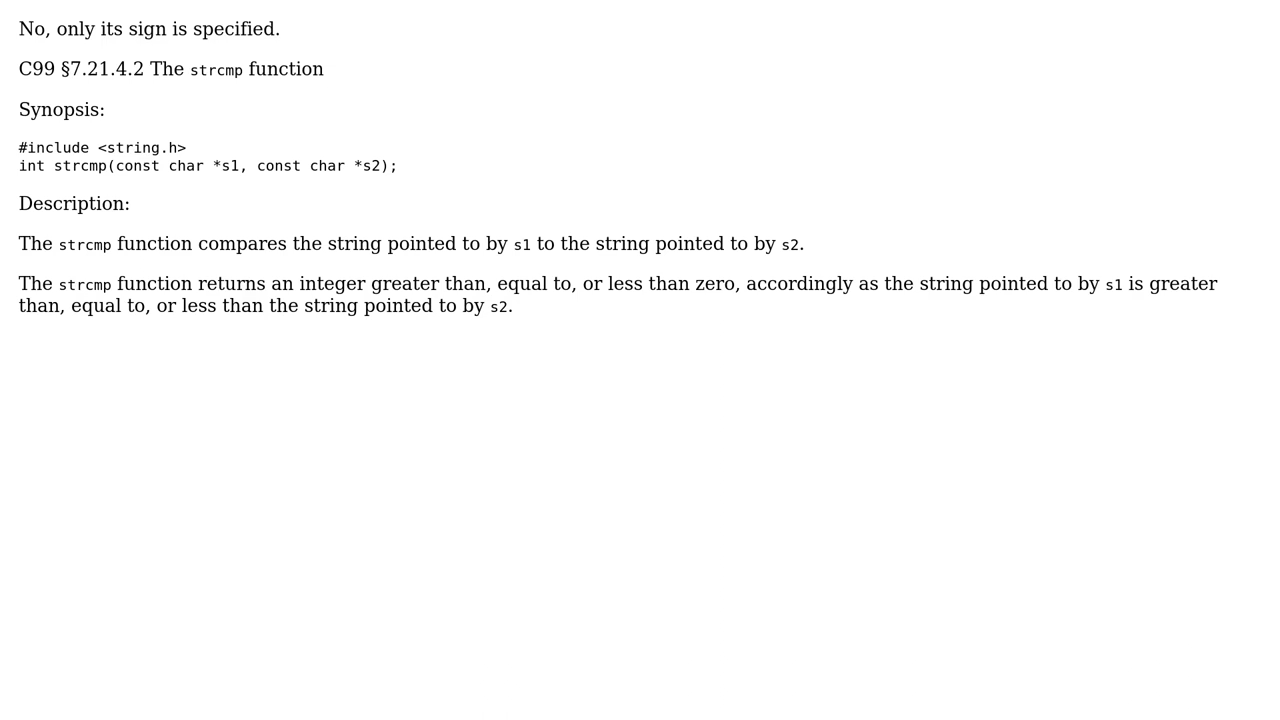 No, only its sign is specified.
C99 §7.21.4.2 The strcmp function
Synopsis:
#include <string.h>
int strcmp(const char *s1, const char *s2);
Description:
The strcmp function compares the string pointed to by s1 to the string pointed to by s2.
The strcmp function returns an integer greater than, equal to, or less than zero, accordingly as the string pointed to by s1 is greater
than, equal to, or less than the string pointed to by s2.